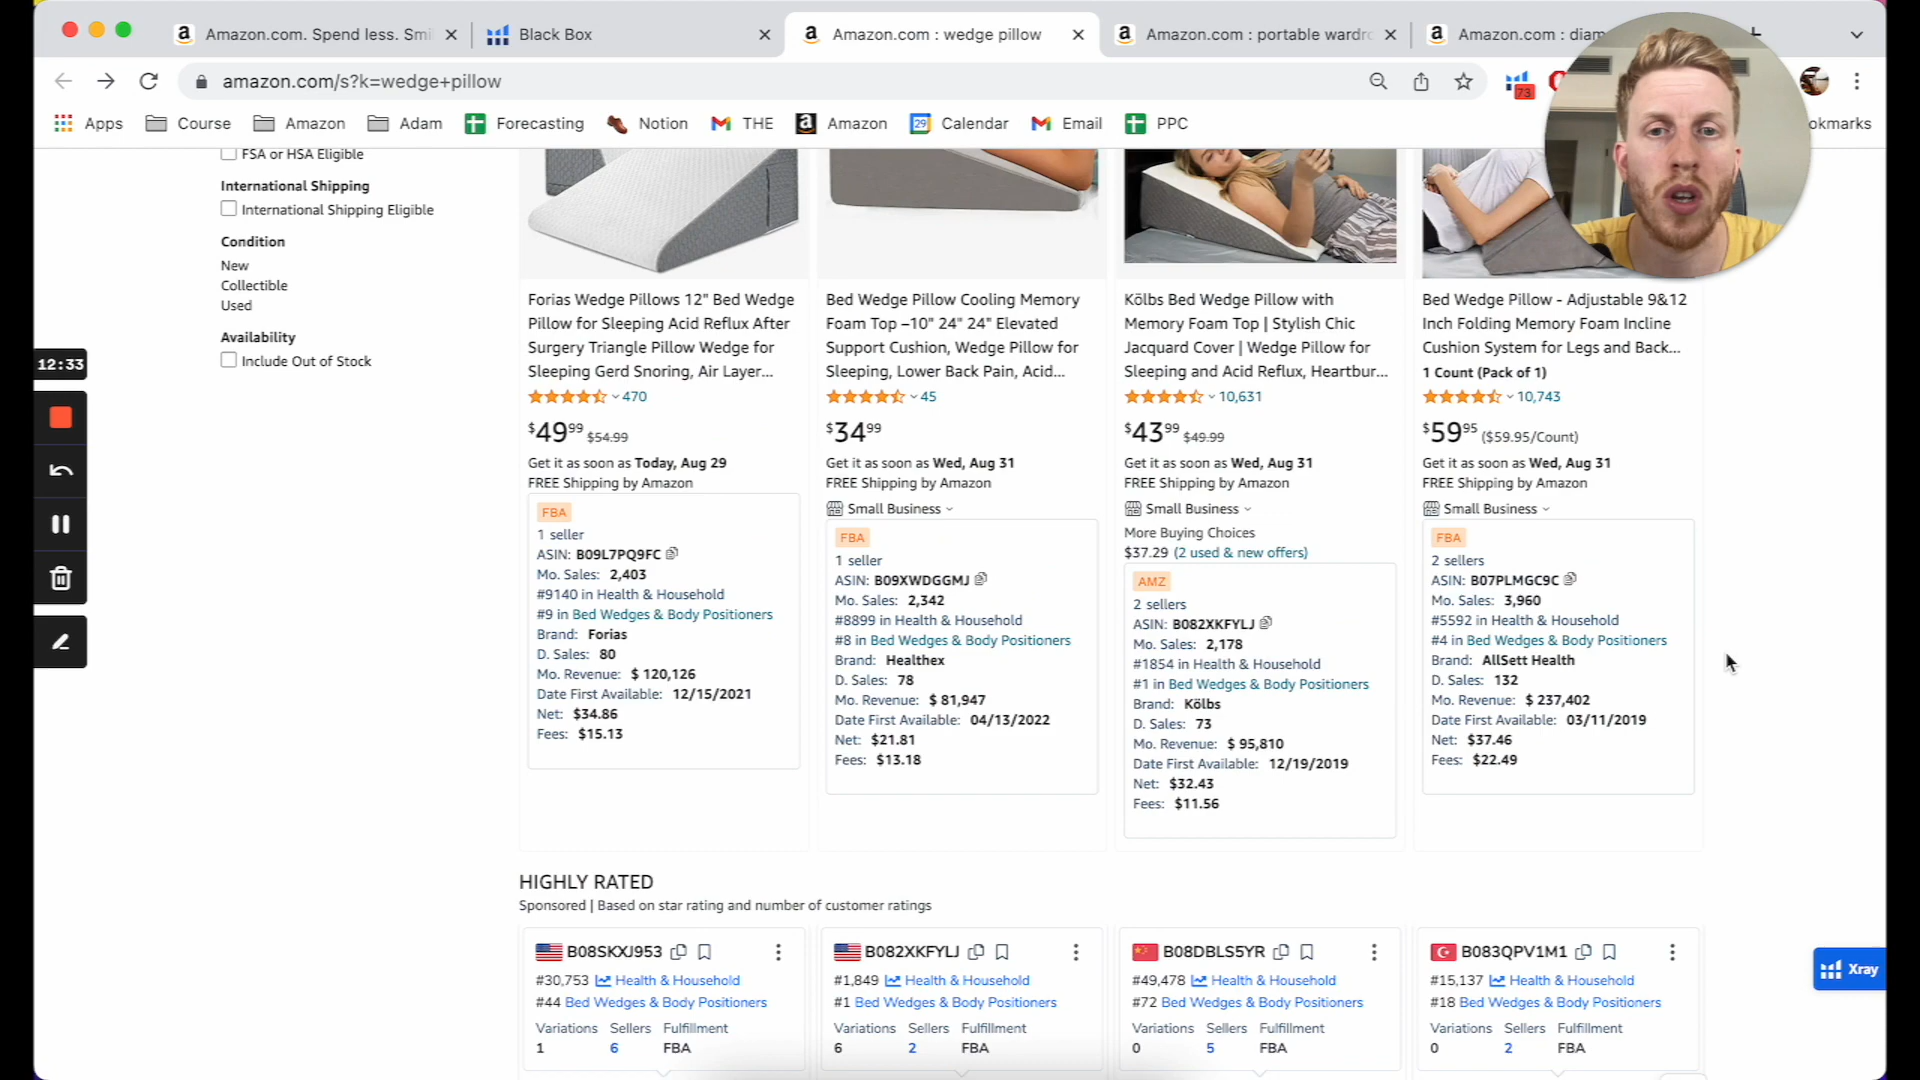 Amazon.com. Spend less. Smi
Black Box
Amazon.com : wedge pillow
Amazon.com : portable wardro
Amazon.com : diam
amazon.com/s?k=wedge+pillow
73
Apps
Course
Amazon
Adam
Forecasting
Notion
THE
Amazon
Calendar
Email
PPC
okmarks
FSA or HSA Eligible
International Shipping
International Shipping Eligible
Condition
New
Collectible
Used
Availability
Include Out of Stock
12:33
Forias Wedge Pillows 12" Bed Wedge
Pillow for Sleeping Acid Reflux After
Surgery Triangle Pillow Wedge for
Sleeping Gerd Snoring, Air Layer...
470
$49⁹⁹ $54.99
Get it as soon as Today, Aug 29
FREE Shipping by Amazon
FBA
1 seller
ASIN: B09L7PQ9FC
Mo. Sales: 2,403
#9140 in Health & Household
#9 in Bed Wedges & Body Positioners
Brand: Forias
D. Sales: 80
Mo. Revenue: $ 120,126
Date First Available: 12/15/2021
Net: $34.86
Fees: $15.13
Bed Wedge Pillow Cooling Memory
Foam Top –10" 24" 24" Elevated
Support Cushion, Wedge Pillow for
Sleeping, Lower Back Pain, Acid...
45
$34⁹⁹
Get it as soon as Wed, Aug 31
FREE Shipping by Amazon
Small Business
FBA
1 seller
ASIN: B09XWDGGMJ
Mo. Sales: 2,342
#8899 in Health & Household
#8 in Bed Wedges & Body Positioners
Brand: Healthex
D. Sales: 78
Mo. Revenue: $ 81,947
Date First Available: 04/13/2022
Net: $21.81
Fees: $13.18
Kölbs Bed Wedge Pillow with
Memory Foam Top | Stylish Chic
Jacquard Cover | Wedge Pillow for
Sleeping and Acid Reflux, Heartbur...
10,631
$43⁹⁹ $49.99
Get it as soon as Wed, Aug 31
FREE Shipping by Amazon
Small Business
More Buying Choices
$37.29 (2 used & new offers)
AMZ
2 sellers
ASIN: B082XKFYLJ
Mo. Sales: 2,178
#1854 in Health & Household
#1 in Bed Wedges & Body Positioners
Brand: Kölbs
D. Sales: 73
Mo. Revenue: $ 95,810
Date First Available: 12/19/2019
Net: $32.43
Fees: $11.56
Bed Wedge Pillow - Adjustable 9&12
Inch Folding Memory Foam Incline
Cushion System for Legs and Back...
1 Count (Pack of 1)
10,743
$59⁹⁵ ($59.95/Count)
Get it as soon as Wed, Aug 31
FREE Shipping by Amazon
Small Business
FBA
2 sellers
ASIN: B07PLMGC9C
Mo. Sales: 3,960
#5592 in Health & Household
#4 in Bed Wedges & Body Positioners
Brand: AllSett Health
D. Sales: 132
Mo. Revenue: $ 237,402
Date First Available: 03/11/2019
Net: $37.46
Fees: $22.49
HIGHLY RATED
Sponsored | Based on star rating and number of customer ratings
B08SKXJ953
#30,753 Health & Household
#44 Bed Wedges & Body Positioners
Variations Sellers Fulfillment
1 6 FBA
B082XKFYLJ
#1,849 Health & Household
#1 Bed Wedges & Body Positioners
Variations Sellers Fulfillment
6 2 FBA
B08DBLS5YR
#49,478 Health & Household
#72 Bed Wedges & Body Positioners
Variations Sellers Fulfillment
0 5 FBA
B083QPV1M1
#15,137 Health & Household
#18 Bed Wedges & Body Positioners
Variations Sellers Fulfillment
0 2 FBA
Xray